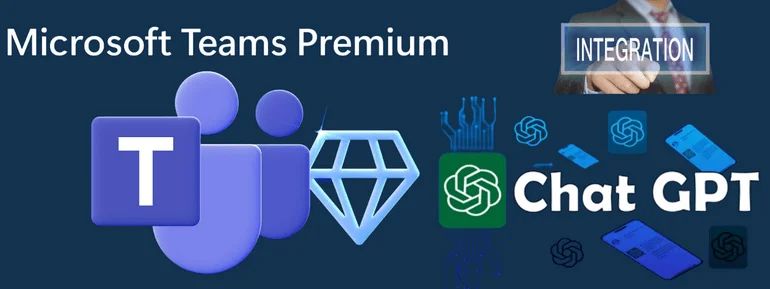 Microsoft Teams Premium
INTEGRATION
T
Chat GPT